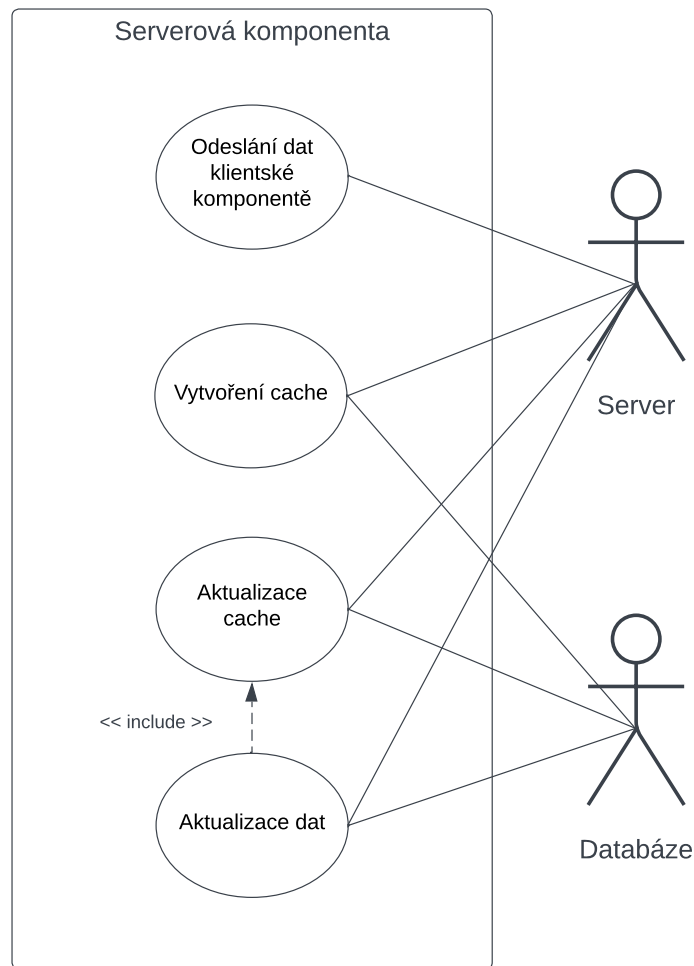 Serverová komponenta
Odeslání dat
klientské
komponentě
Vytvoření cache
Server
Aktualizace
cache
<< include >>
Aktualizace dat
Databáze